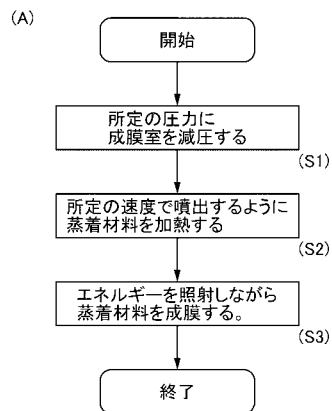 (A)
開始
所定の圧力に
成膜室を減圧する
(S1)
所定の速度で噴出するように
蒸着材料を加熱する
(S2)
エネルギーを照射しながら
蒸着材料を成膜する。
(S3)
終了